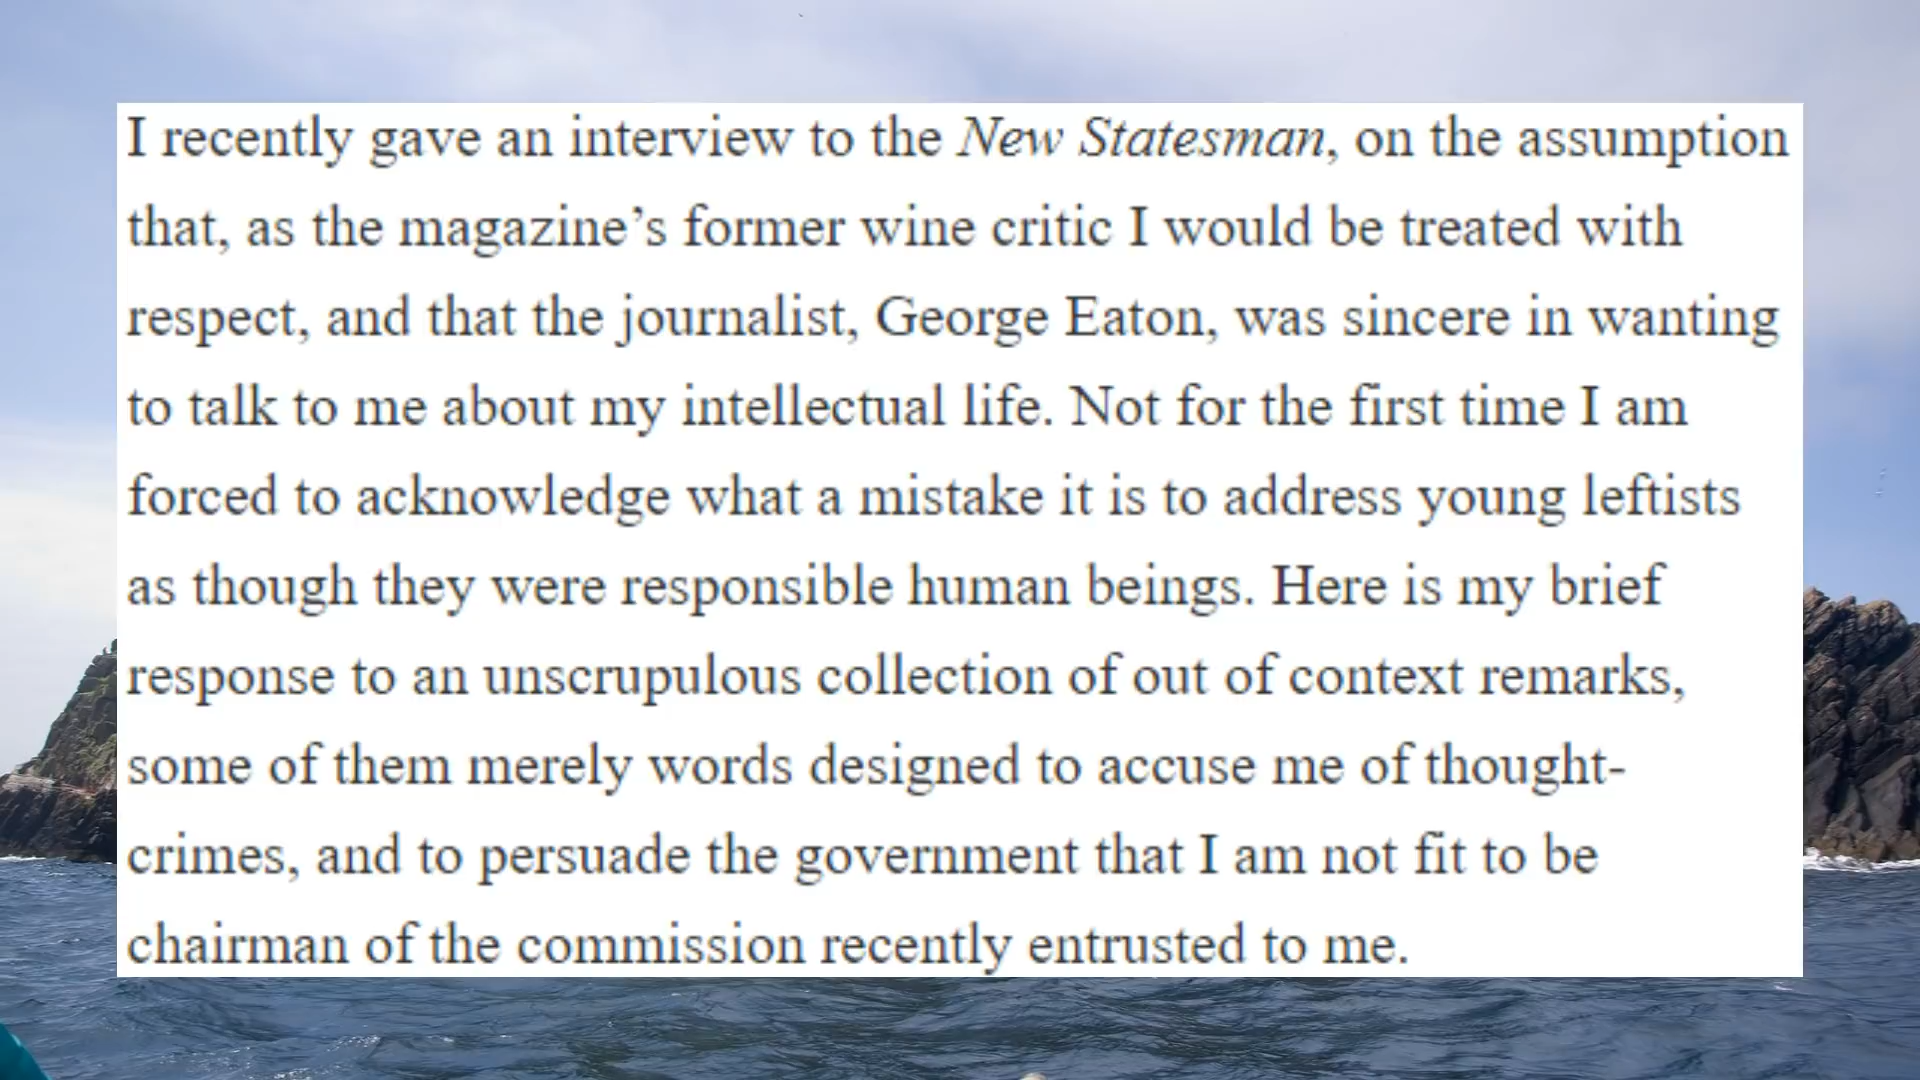 I recently gave an interview to the New Statesman, on the assumption
that, as the magazine’s former wine critic I would be treated with
respect, and that the journalist, George Eaton, was sincere in wanting
to talk to me about my intellectual life. Not for the first time I am
forced to acknowledge what a mistake it is to address young leftists
as though they were responsible human beings. Here is my brief
response to an unscrupulous collection of out of context remarks,
some of them merely words designed to accuse me of thought-
crimes, and to persuade the government that I am not fit to be
chairman of the commission recently entrusted to me.